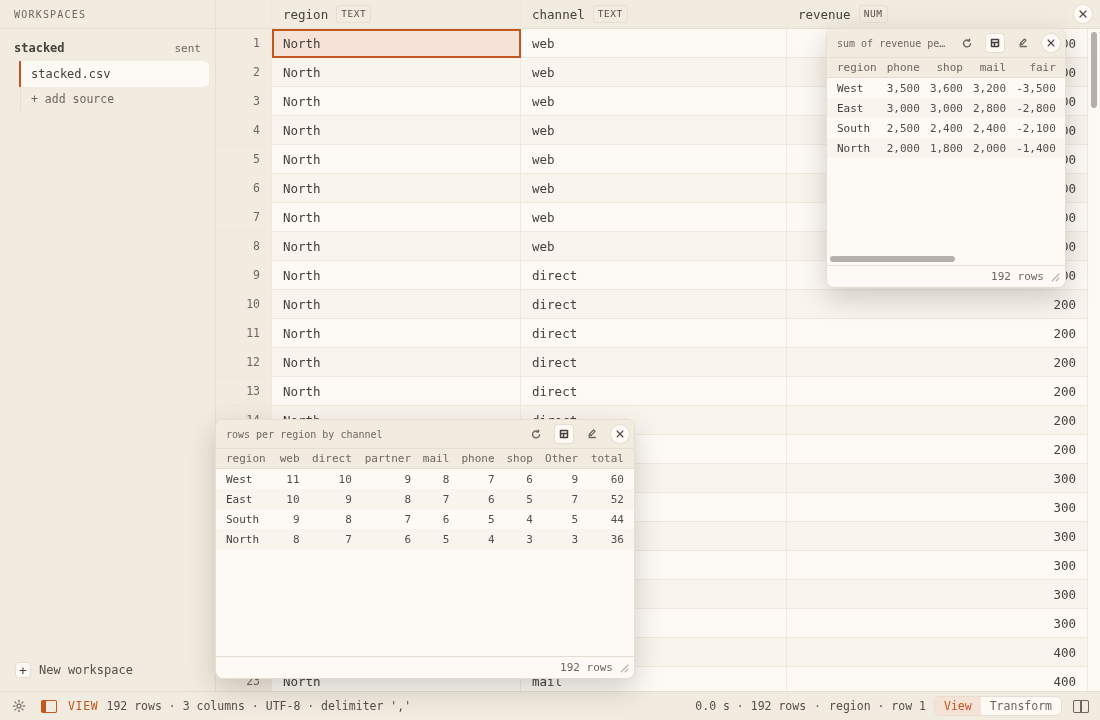 WORKSPACES
stacked sent
stacked.csv
+ add source
+ New workspace
region TEXT channel TEXT revenue NUM
1 North web
2 North web
3 North web
4 North web
5 North web
6 North web
7 North web
8 North web
9 North direct
10 North direct 200
11 North direct 200
12 North direct 200
13 North direct 200
14 North direct 200
200
300
300
300
300
300
300
400
23 North mail 400
sum of revenue pe…
region phone shop mail fair
West 3,500 3,600 3,200 -3,500
East 3,000 3,000 2,800 -2,800
South 2,500 2,400 2,400 -2,100
North 2,000 1,800 2,000 -1,400
192 rows
rows per region by channel
region web direct partner mail phone shop Other total
West 11 10 9 8 7 6 9 60
East 10 9 8 7 6 5 7 52
South 9 8 7 6 5 4 5 44
North 8 7 6 5 4 3 3 36
192 rows
VIEW 192 rows · 3 columns · UTF-8 · delimiter ',' 0.0 s · 192 rows · region · row 1 View Transform